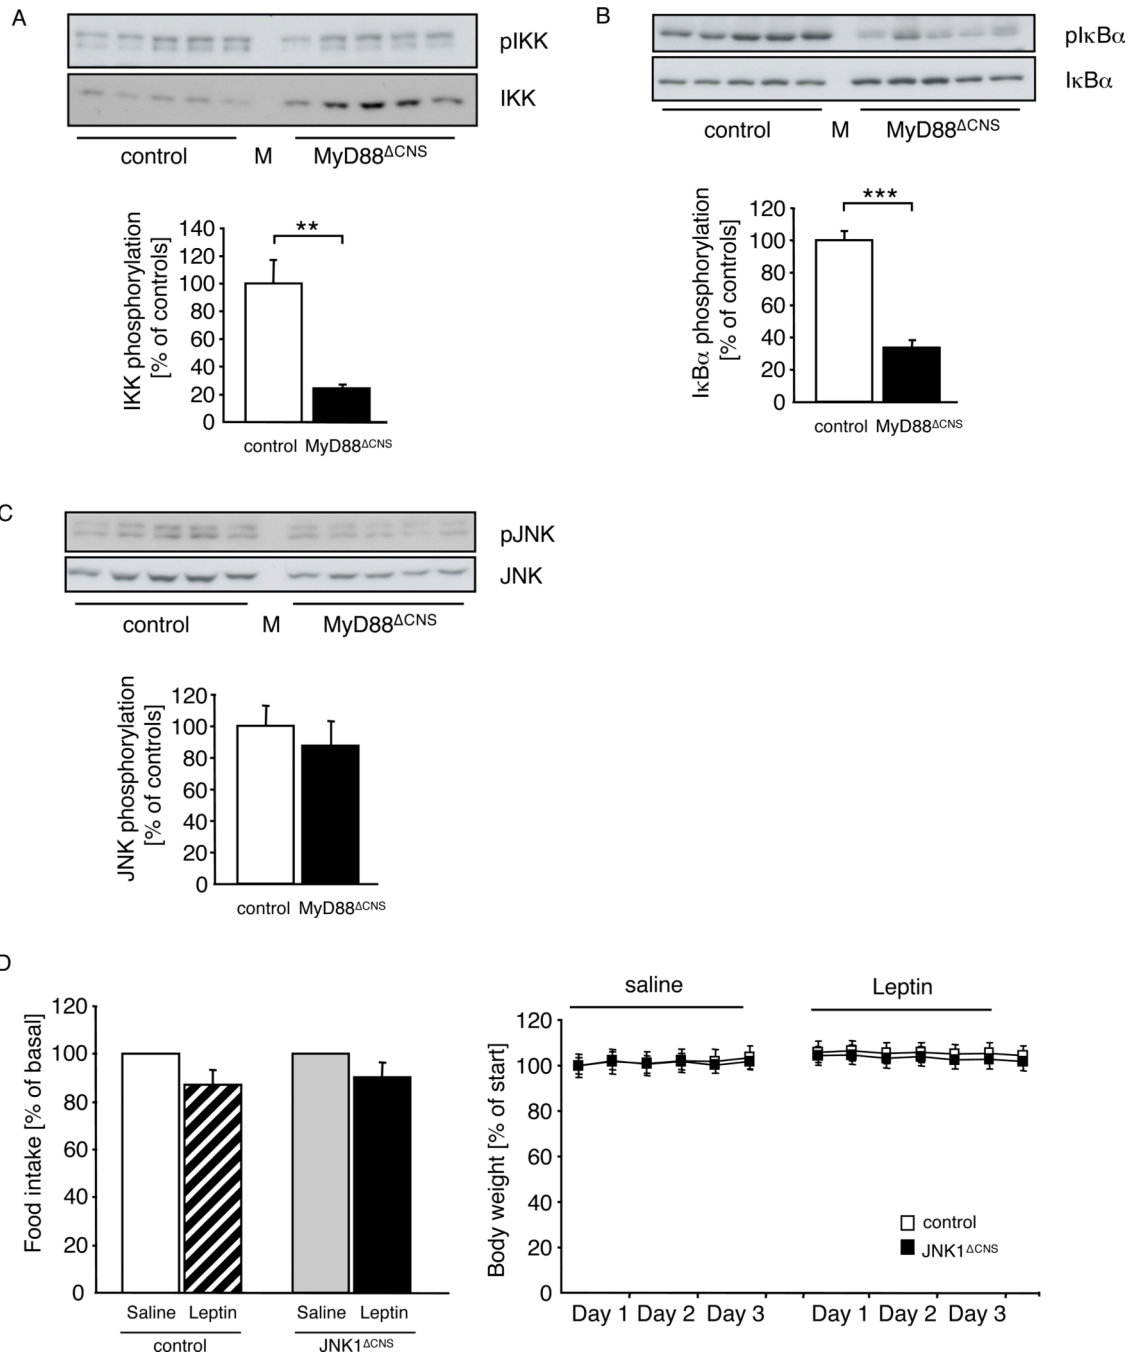 A
pIKK
IKK
control M MyD88ΔCNS
IKK phosphorylation
[% of controls]
140
120
100
80
60
40
20
0
**
control MyD88ΔCNS
B
pIκBα
IκBα
control M MyD88ΔCNS
IκBα phosphorylation
[% of controls]
120
100
80
60
40
20
0
***
control MyD88ΔCNS
C
pJNK
JNK
control M MyD88ΔCNS
JNK phosphorylation
[% of controls]
120
100
80
60
40
20
0
control MyD88ΔCNS
D
Food intake [% of basal]
120
100
80
60
40
20
0
Saline Leptin Saline Leptin
control JNK1ΔCNS
saline Leptin
Body weight [% of start]
120
100
80
60
40
20
0
control
JNK1ΔCNS
Day 1 Day 2 Day 3 Day 1 Day 2 Day 3